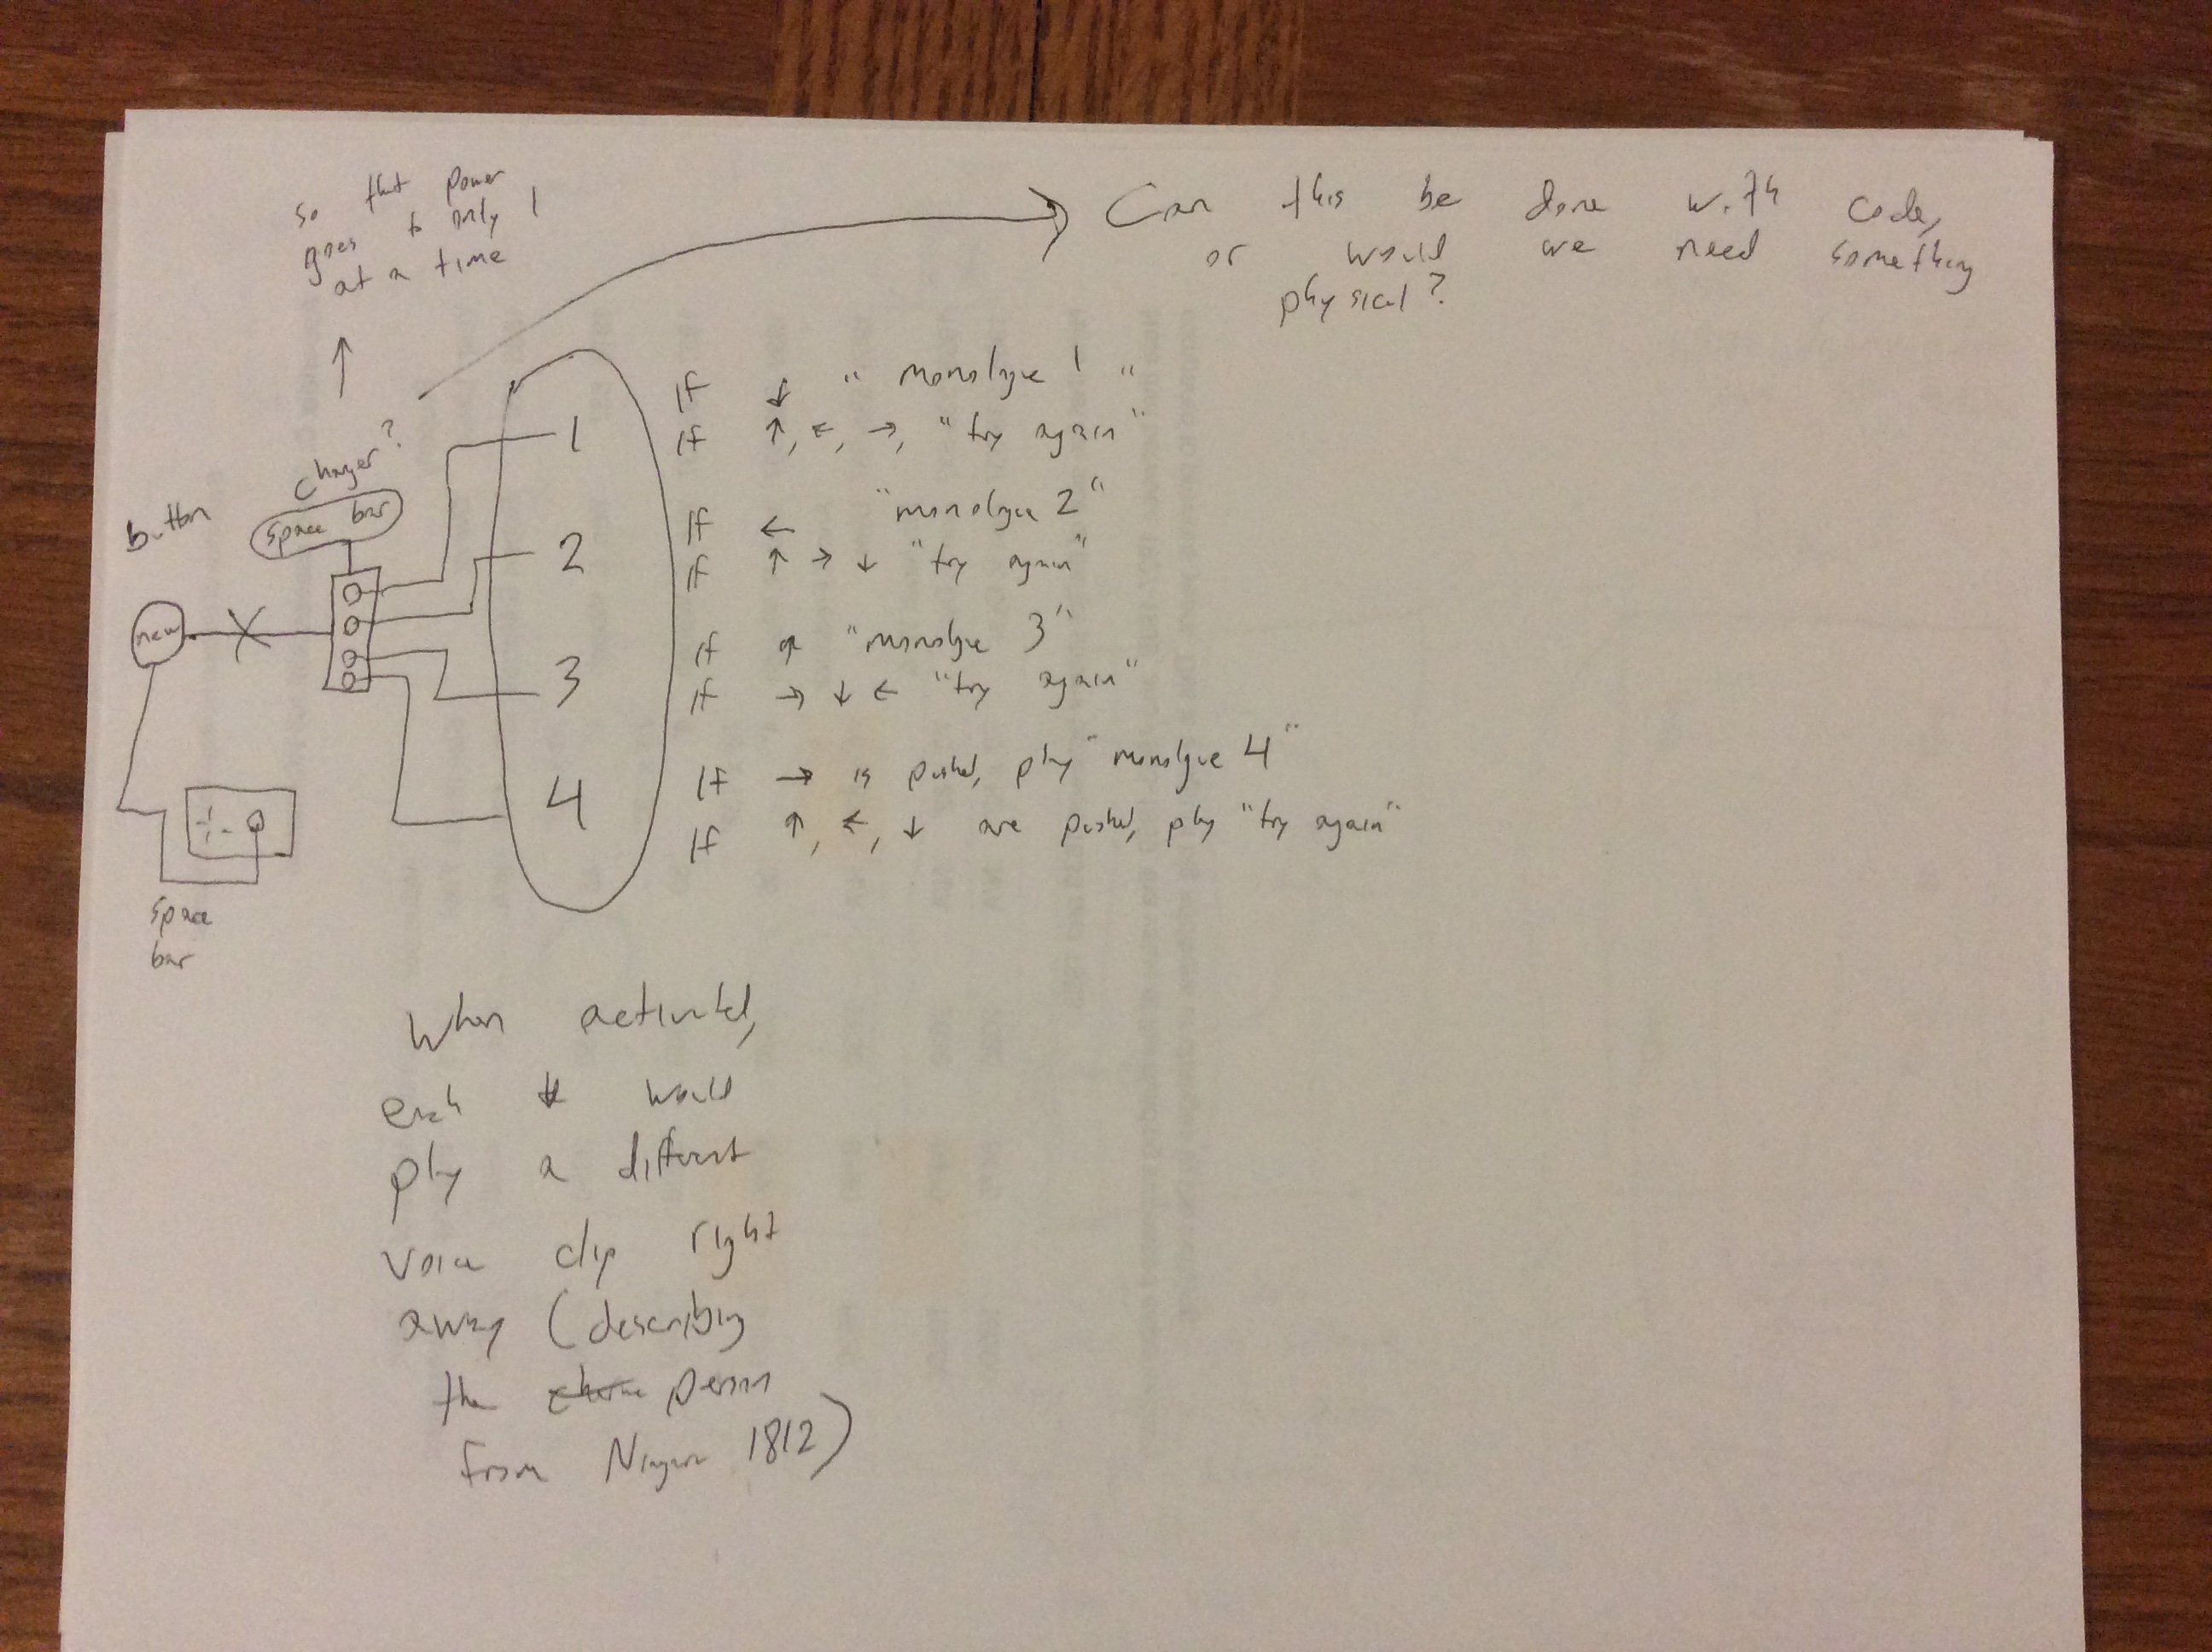 so that power
goes to only 1
at a time
↑
Can this be done with code,
or would we need something
physical?
changer?
space bar
button
new
space
bar
1
If ↓ "monologue 1"
If ↑, ←, →, "try again"
2
If ← "monologue 2"
If ↑ → ↓ "try again"
3
If ↑ "monologue 3"
If → ↓ ← "try again"
4
If → is pushed, play "monologue 4"
If ↑, ←, ↓ are pushed, play "try again"
When activated,
each # would
play a different
voice clip right
away (describing
the person
from Niagara 1812)